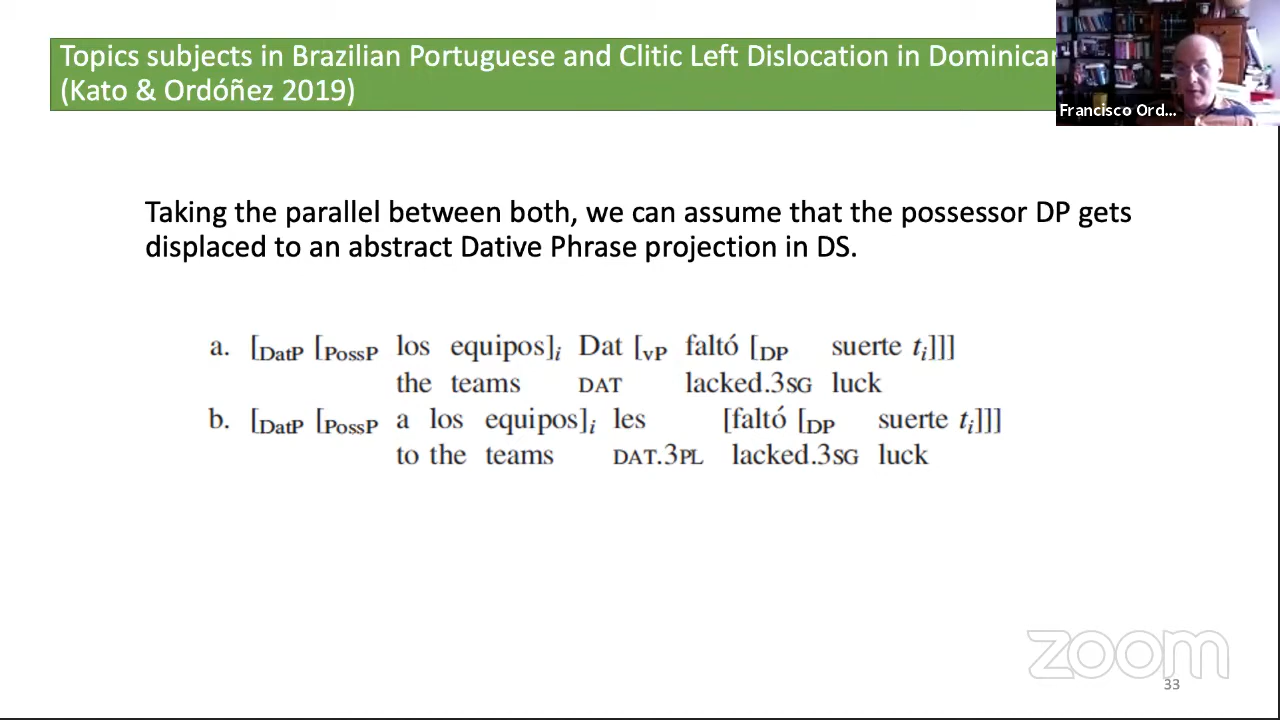 Topics subjects in Brazilian Portuguese and Clitic Left Dislocation in Dominican
(Kato & Ordóñez 2019)
Francisco Ord...
Taking the parallel between both, we can assume that the possessor DP gets
displaced to an abstract Dative Phrase projection in DS.
a. [DatP [PossP los equipos]i Dat [vP faltó [DP suerte ti]]]
the teams DAT lacked.3SG luck
b. [DatP [PossP a los equipos]i les [faltó [DP suerte ti]]]
to the teams DAT.3PL lacked.3SG luck
zoom
33